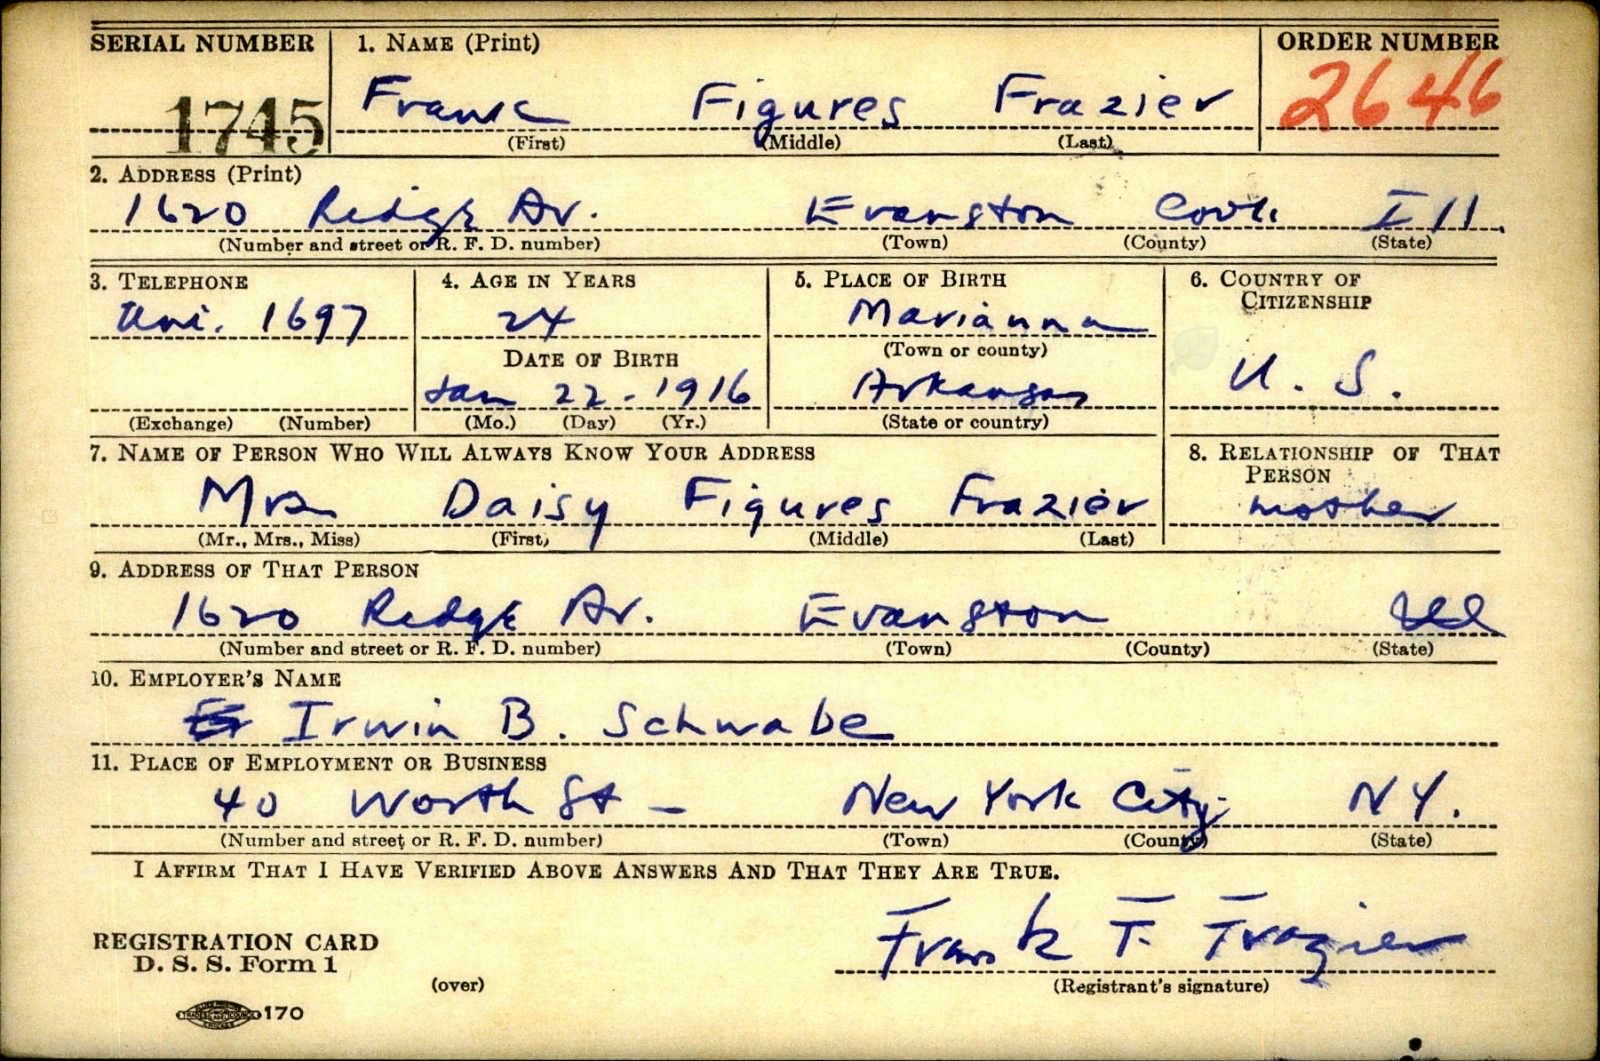 SERIAL NUMBER 1. NAME (Print) ORDER NUMBER
1745 Frank Figures Frazier 2646
(First) (Middle) (Last)
2. ADDRESS (Print)
1620 Ridge Av. Evanston Cook Ill.
(Number and street or R. F. D. number) (Town) (County) (State)
3. TELEPHONE 4. AGE IN YEARS 5. PLACE OF BIRTH 6. COUNTRY OF CITIZENSHIP
Uni. 1697 24 Marianna
DATE OF BIRTH (Town or county)
Jan 22 - 1916 Arkansas U. S.
(Exchange) (Number) (Mo.) (Day) (Yr.) (State or country)
7. NAME OF PERSON WHO WILL ALWAYS KNOW YOUR ADDRESS 8. RELATIONSHIP OF THAT PERSON
Mrs Daisy Figures Frazier mother
(Mr., Mrs., Miss) (First) (Middle) (Last)
9. ADDRESS OF THAT PERSON
1620 Ridge Av. Evanston Ill
(Number and street or R. F. D. number) (Town) (County) (State)
10. EMPLOYER'S NAME
Irwin B. Schwabe
11. PLACE OF EMPLOYMENT OR BUSINESS
40 Worth St - New York City N Y.
(Number and street or R. F. D. number) (Town) (County) (State)
I AFFIRM THAT I HAVE VERIFIED ABOVE ANSWERS AND THAT THEY ARE TRUE.
REGISTRATION CARD
D. S. S. Form 1
Frank F. Frazier
(over) (Registrant's signature)
170